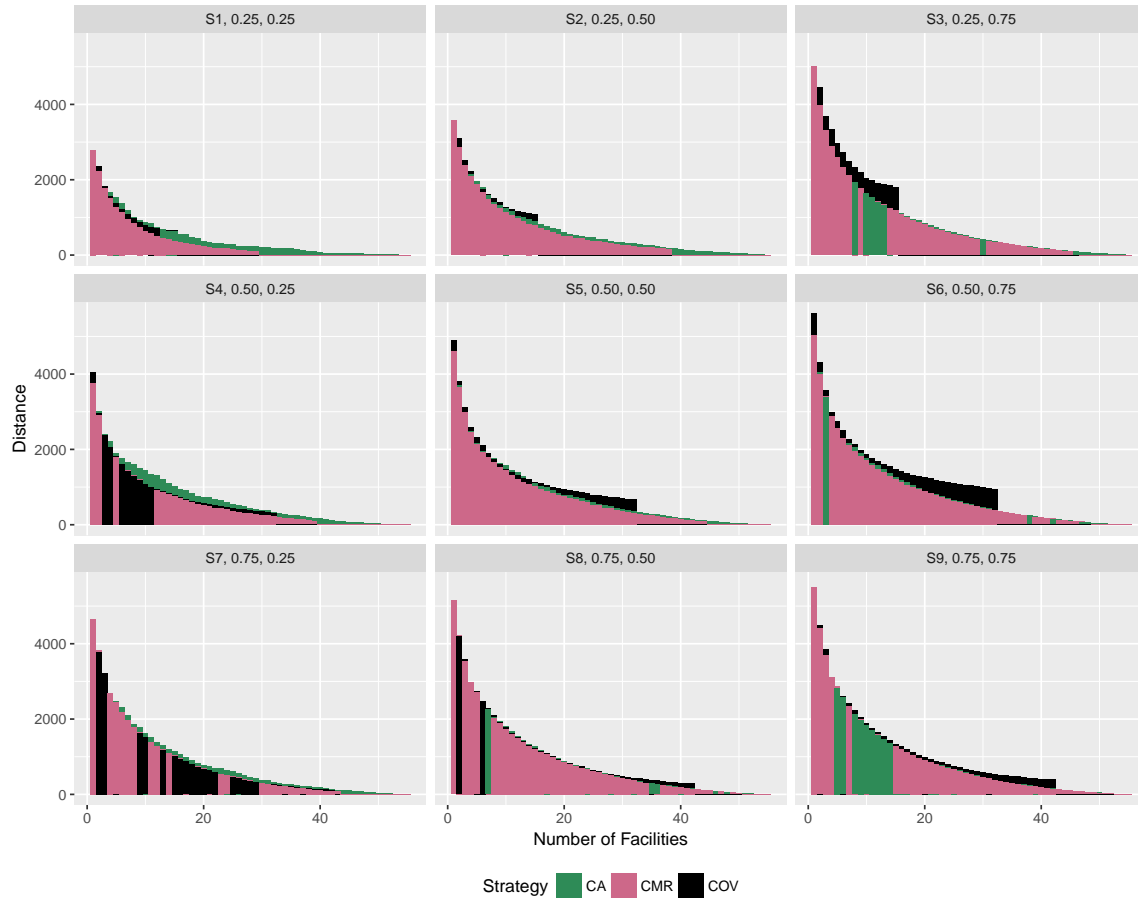 S1, 0.25, 0.25
S2, 0.25, 0.50
S3, 0.25, 0.75
4000
2000
0
S4, 0.50, 0.25
S5, 0.50, 0.50
S6, 0.50, 0.75
4000
2000
0
Distance
S7, 0.75, 0.25
S8, 0.75, 0.50
S9, 0.75, 0.75
4000
2000
0
0 20 40 0 20 40 0 20 40
Number of Facilities
Strategy CA CMR COV